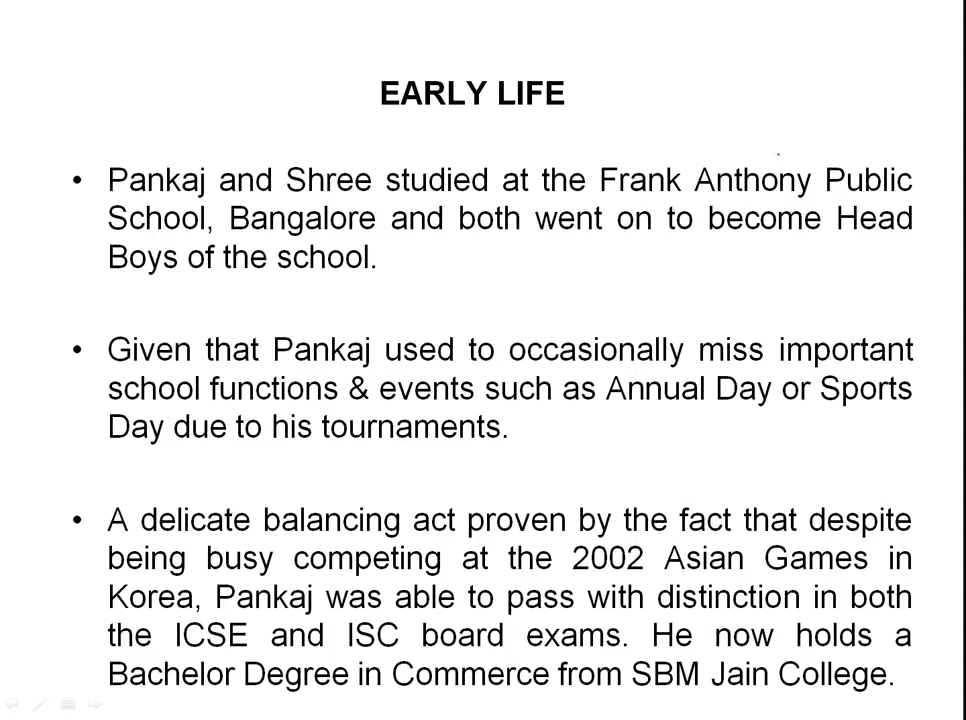 EARLY LIFE
• Pankaj and Shree studied at the Frank Anthony Public
School, Bangalore and both went on to become Head
Boys of the school.
• Given that Pankaj used to occasionally miss important
school functions & events such as Annual Day or Sports
Day due to his tournaments.
• A delicate balancing act proven by the fact that despite
being busy competing at the 2002 Asian Games in
Korea, Pankaj was able to pass with distinction in both
the ICSE and ISC board exams. He now holds a
Bachelor Degree in Commerce from SBM Jain College.